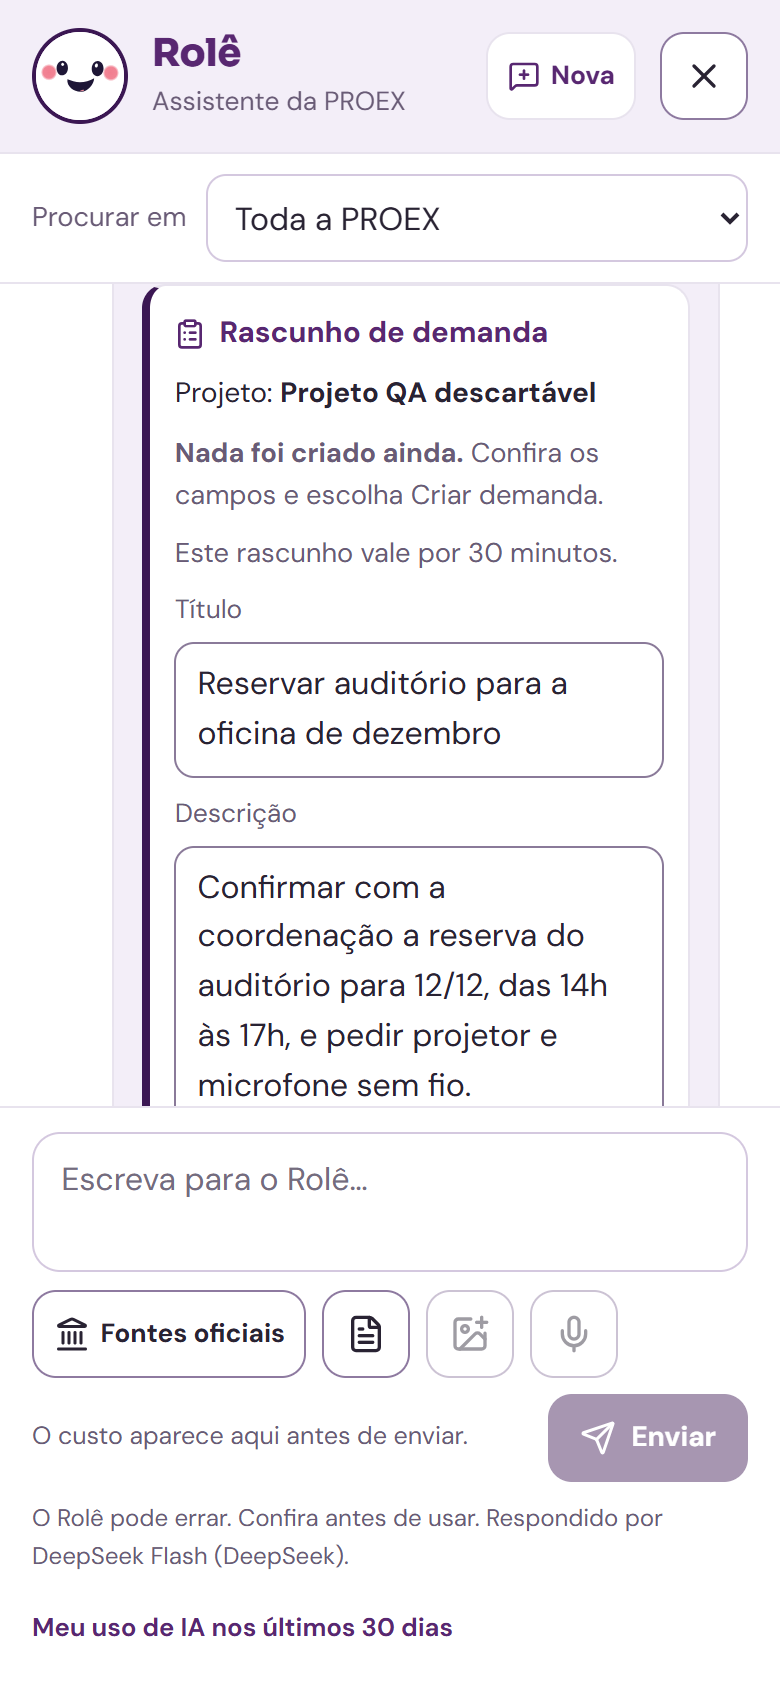 Rolê
Assistente da PROEX
Nova
Procurar em
Toda a PROEX
Rascunho de demanda
Projeto: Projeto QA descartável
Nada foi criado ainda. Confira os
campos e escolha Criar demanda.
Este rascunho vale por 30 minutos.
Título
Reservar auditório para a
oficina de dezembro
Descrição
Confirmar com a
coordenação a reserva do
auditório para 12/12, das 14h
às 17h, e pedir projetor e
microfone sem fio.
Escreva para o Rolê...
Fontes oficiais
O custo aparece aqui antes de enviar.
Enviar
O Rolê pode errar. Confira antes de usar. Respondido por
DeepSeek Flash (DeepSeek).
Meu uso de IA nos últimos 30 dias